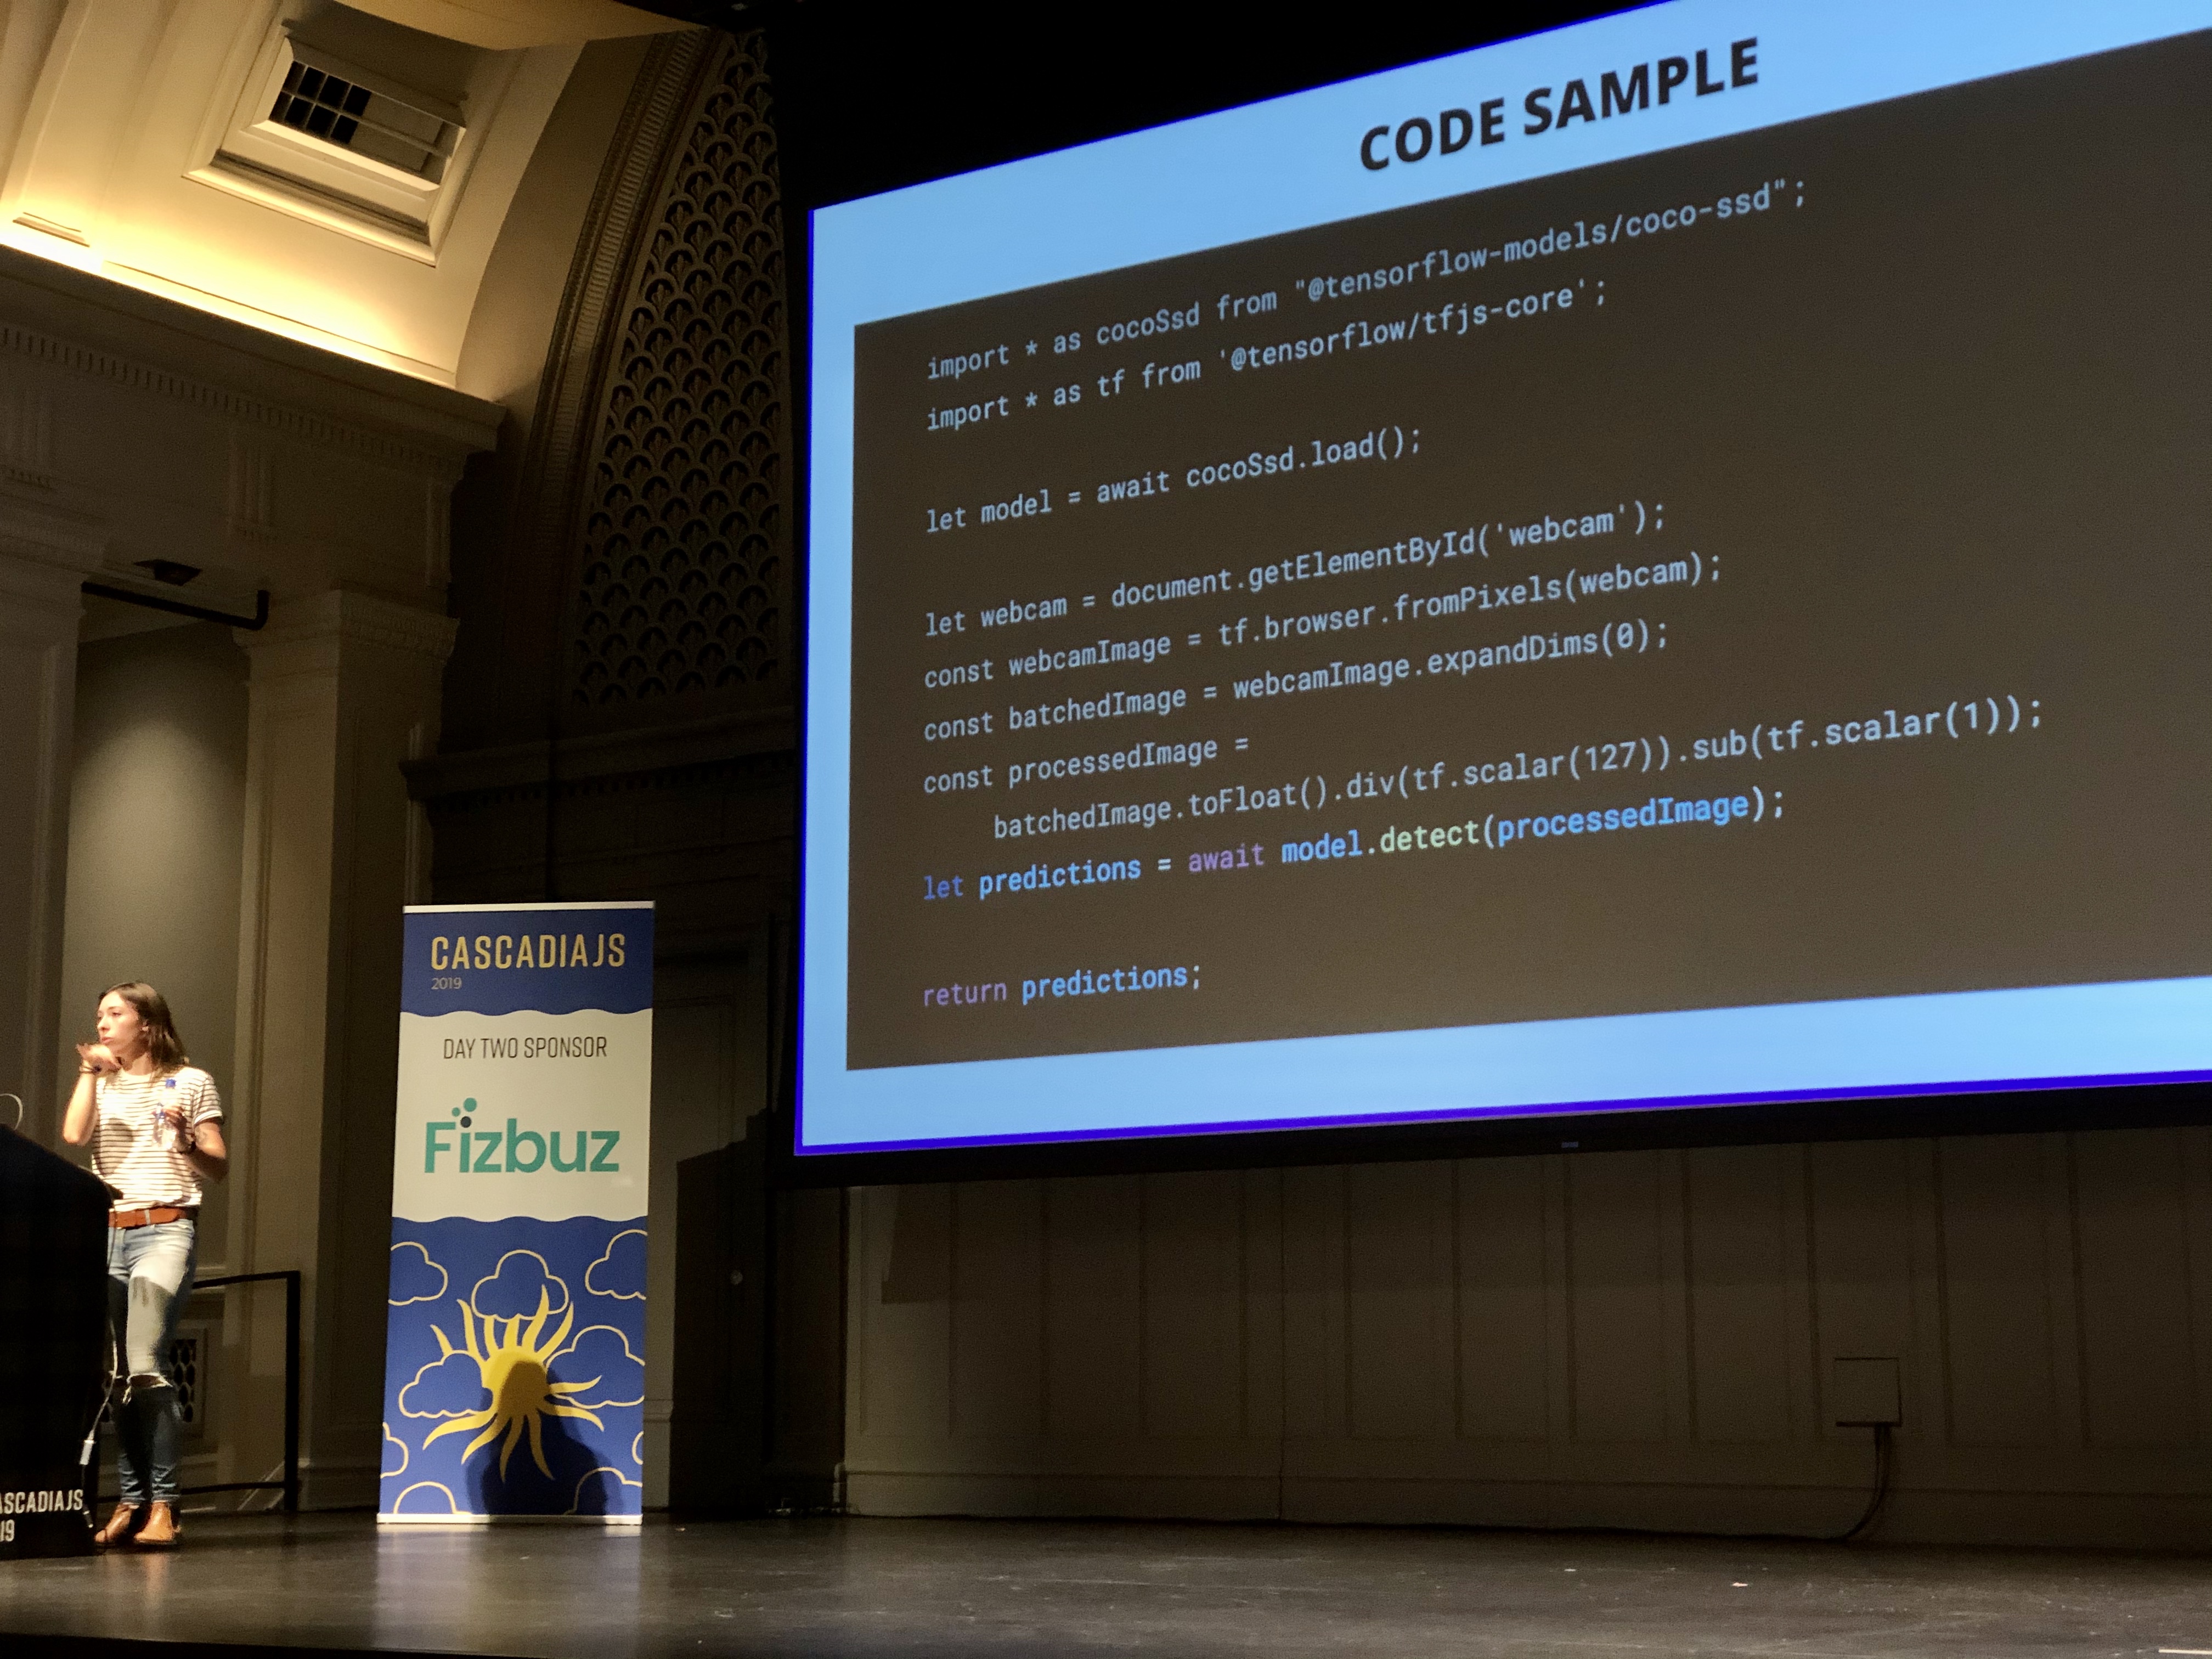 CODE SAMPLE
import * as cocoSsd from "@tensorflow-models/coco-ssd";
import * as tf from '@tensorflow/tfjs-core';
let model = await cocoSsd.load();
let webcam = document.getElementById('webcam');
const webcamImage = tf.browser.fromPixels(webcam);
const batchedImage = webcamImage.expandDims(0);
const processedImage =
batchedImage.toFloat().div(tf.scalar(127)).sub(tf.scalar(1));
let predictions = await model.detect(processedImage);
return predictions;
CASCADIAJS
2019
DAY TWO SPONSOR
Fizbuz
ASCADIAJS
19